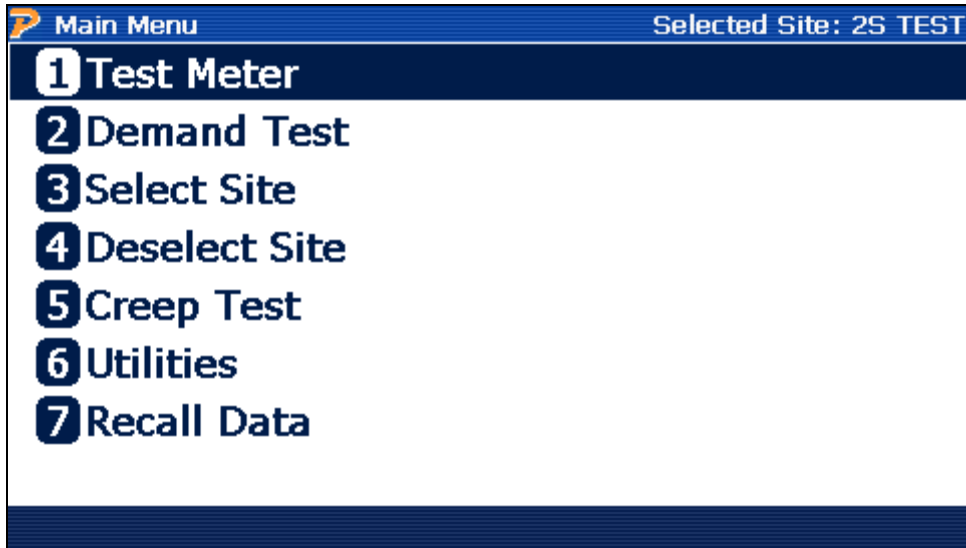 Main Menu Selected Site: 2S TEST
1 Test Meter
2 Demand Test
3 Select Site
4 Deselect Site
5 Creep Test
6 Utilities
7 Recall Data